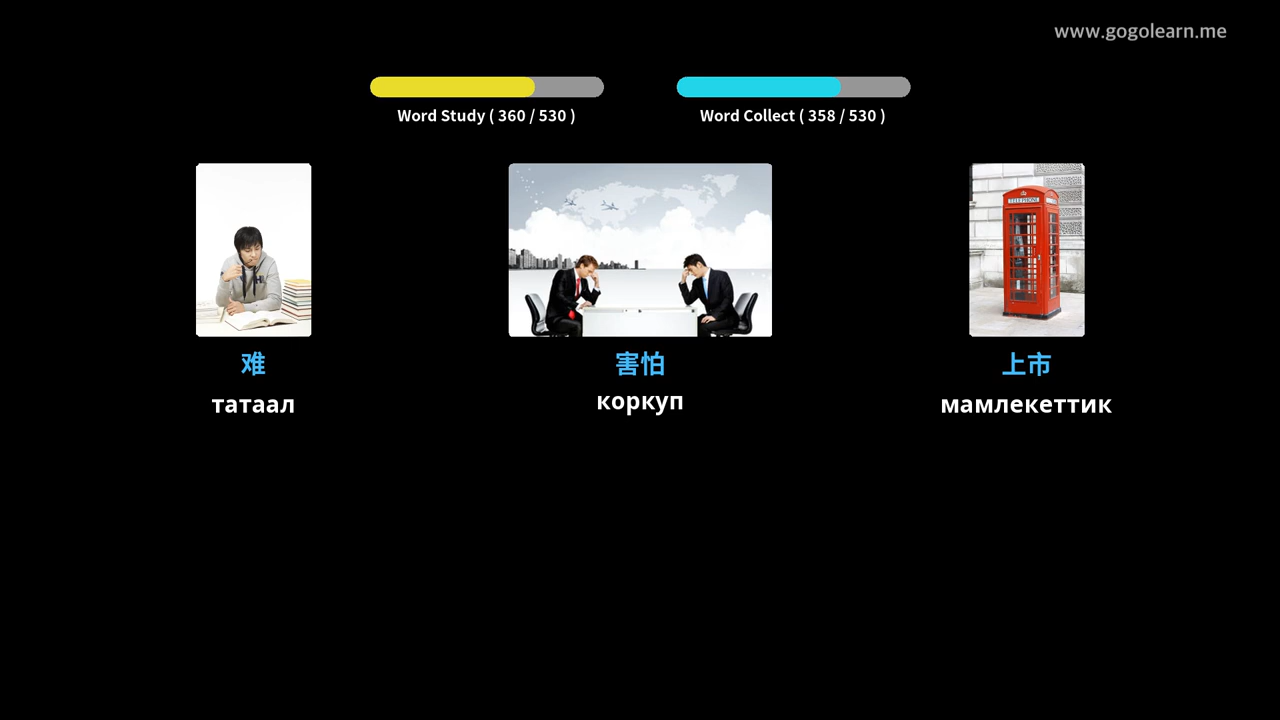 www.gogolearn.me
Word Study ( 360 / 530 )
Word Collect ( 358 / 530 )
TELEPHONE
难
害怕
上市
татаал
коркуп
мамлекеттик